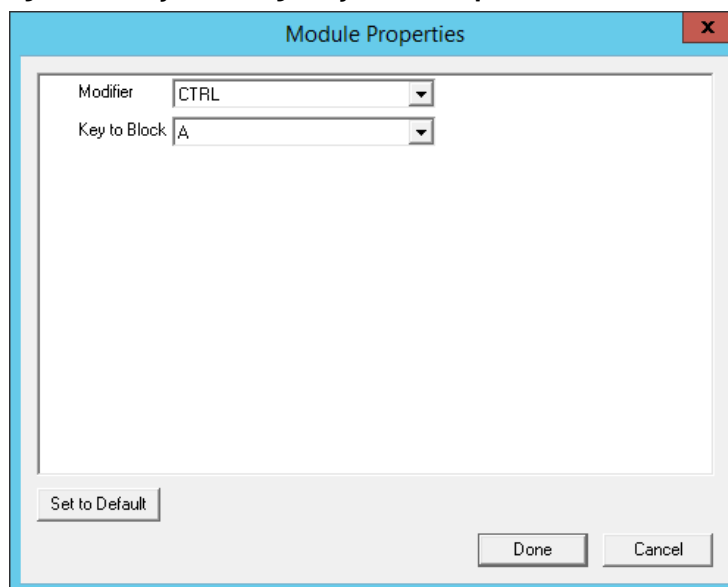 Module Properties
x
Modifier CTRL
Key to Block A
Set to Default
Done Cancel